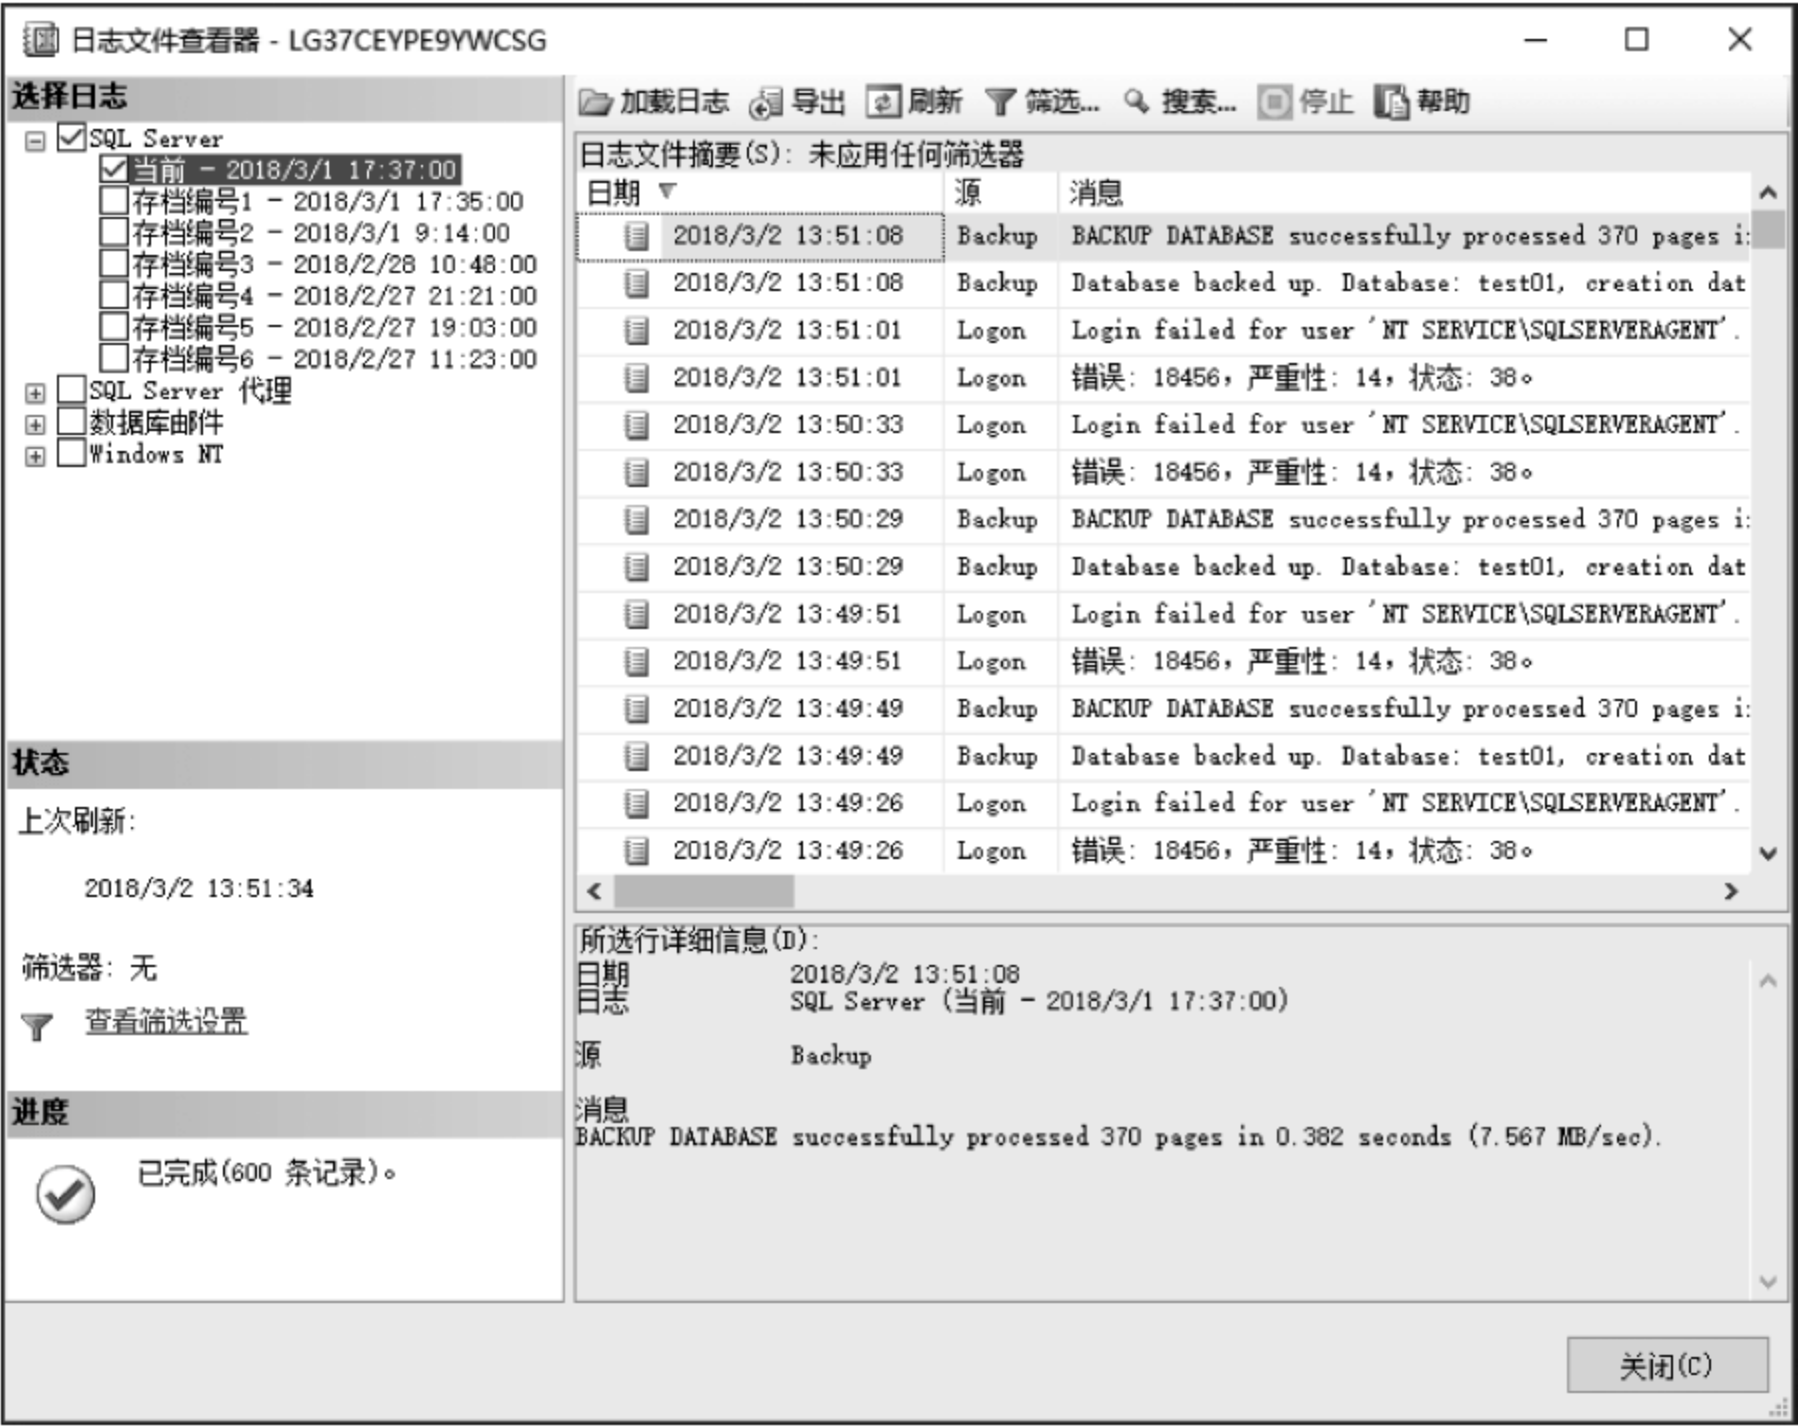 日志文件查看器 - LG37CEYPE9YWCSG
选择日志
SQL Server
当前 - 2018/3/1 17:37:00
存档编号1 - 2018/3/1 17:35:00
存档编号2 - 2018/3/1 9:14:00
存档编号3 - 2018/2/28 10:48:00
存档编号4 - 2018/2/27 21:21:00
存档编号5 - 2018/2/27 19:03:00
存档编号6 - 2018/2/27 11:23:00
SQL Server 代理
数据库邮件
Windows NT
状态
上次刷新:
2018/3/2 13:51:34
筛选器: 无
查看筛选设置
进度
已完成(600 条记录)。
加载日志 导出 刷新 筛选... 搜索... 停止 帮助
日志文件摘要(S): 未应用任何筛选器
日期 源 消息
2018/3/2 13:51:08 Backup BACKUP DATABASE successfully processed 370 pages i
2018/3/2 13:51:08 Backup Database backed up. Database: test01, creation dat
2018/3/2 13:51:01 Logon Login failed for user 'NT SERVICE\SQLSERVERAGENT'.
2018/3/2 13:51:01 Logon 错误: 18456，严重性: 14，状态: 38。
2018/3/2 13:50:33 Logon Login failed for user 'NT SERVICE\SQLSERVERAGENT'.
2018/3/2 13:50:33 Logon 错误: 18456，严重性: 14，状态: 38。
2018/3/2 13:50:29 Backup BACKUP DATABASE successfully processed 370 pages i
2018/3/2 13:50:29 Backup Database backed up. Database: test01, creation dat
2018/3/2 13:49:51 Logon Login failed for user 'NT SERVICE\SQLSERVERAGENT'.
2018/3/2 13:49:51 Logon 错误: 18456，严重性: 14，状态: 38。
2018/3/2 13:49:49 Backup BACKUP DATABASE successfully processed 370 pages i
2018/3/2 13:49:49 Backup Database backed up. Database: test01, creation dat
2018/3/2 13:49:26 Logon Login failed for user 'NT SERVICE\SQLSERVERAGENT'.
2018/3/2 13:49:26 Logon 错误: 18456，严重性: 14，状态: 38。
所选行详细信息(D):
日期 2018/3/2 13:51:08
日志 SQL Server (当前 - 2018/3/1 17:37:00)
源 Backup
消息
BACKUP DATABASE successfully processed 370 pages in 0.382 seconds (7.567 MB/sec).
关闭(C)